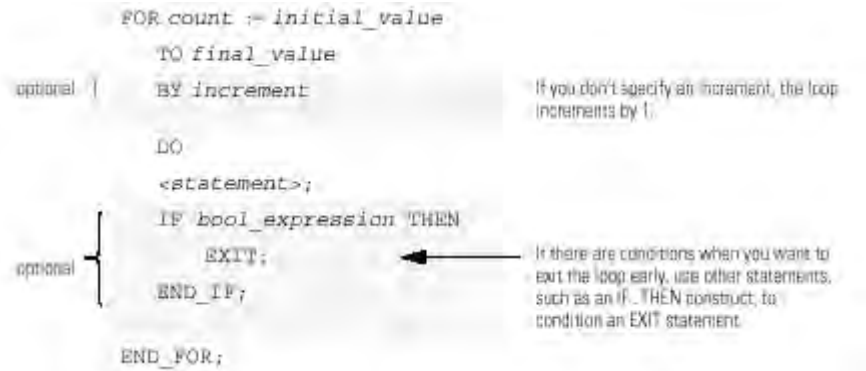 FOR count := initial_value
TO final_value
optional BY increment If you don't specify an increment, the loop
increments by 1.
DO
<statement>;
IF bool_expression THEN
EXIT; If there are conditions when you want to
optional exit the loop early, use other statements,
END_IF; such as an IF...THEN construct, to
condition an EXIT statement.
END_FOR;